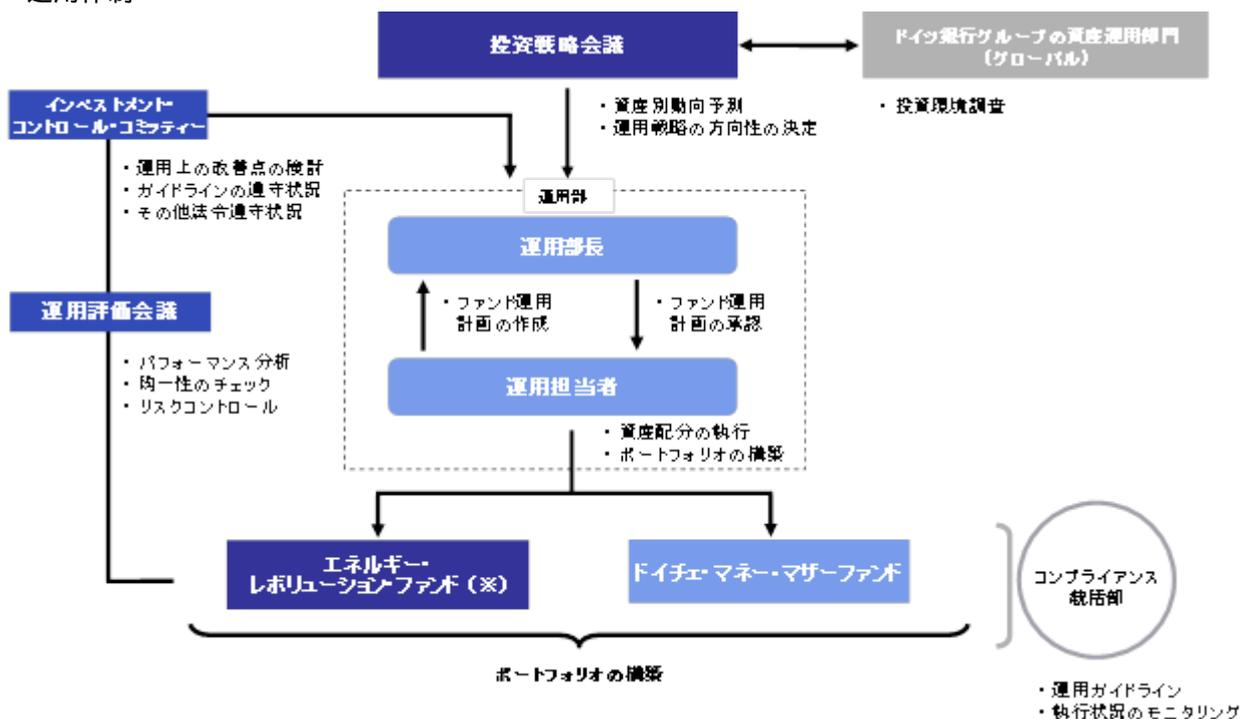 運用体制
投資戦略会議
ドイツ銀行グループの資産運用部門
（グローバル）
・資産別動向予測
・運用戦略の方向性の決定
・投資環境調査
インベストメント・
コントロール・コミッティー
・運用上の改善点の検討
・ガイドラインの遵守状況
・その他法令遵守状況
運用部
運用部長
・ファンド運用
計画の作成
・ファンド運用
計画の承認
運用評価会議
・パフォーマンス分析
・均一性のチェック
・リスクコントロール
運用担当者
・資産配分の執行
・ポートフォリオの構築
エネルギー・
レボリューション・ファンド（※）
ドイチェ・マネー・マザーファンド
コンプライアンス
統括部
ポートフォリオの構築
・運用ガイドライン
・執行状況のモニタリング